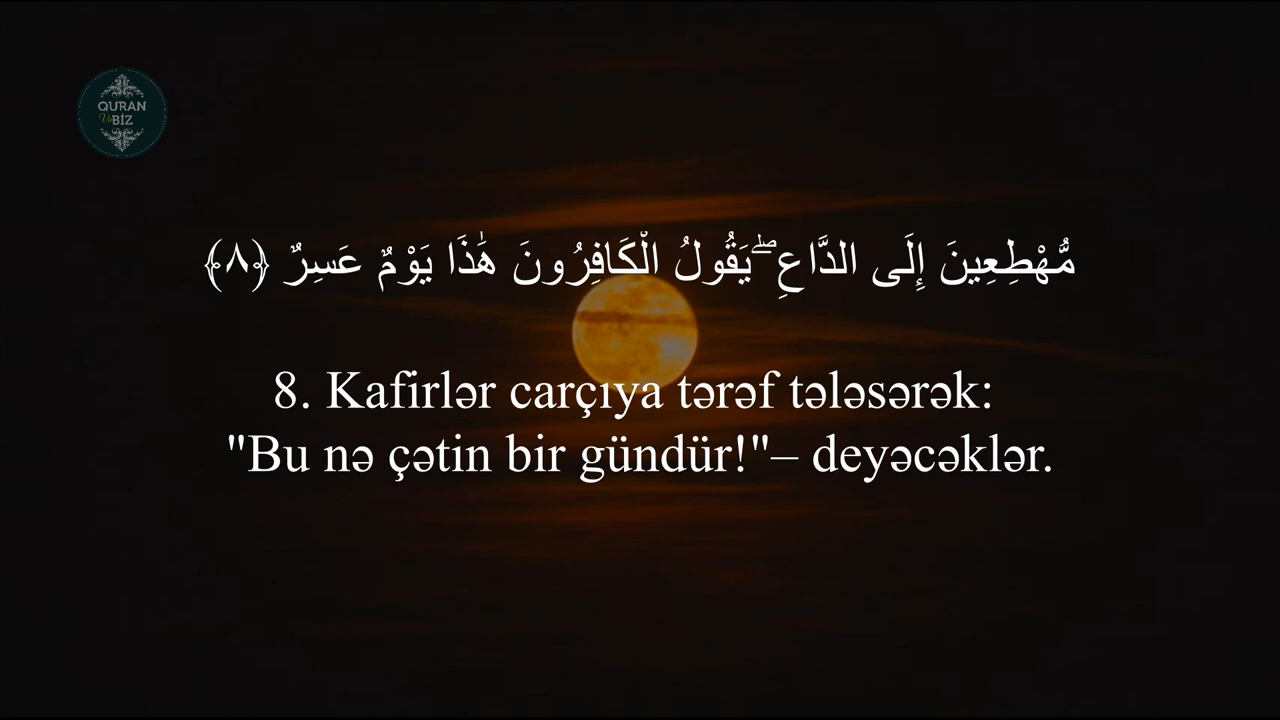 QURAN
Və BİZ
مُّهْطِعِينَ إِلَى الدَّاعِ ۖ يَقُولُ الْكَافِرُونَ هَٰذَا يَوْمٌ عَسِرٌ ﴿٨﴾
8. Kafirlər carçıya tərəf tələsərək:
"Bu nə çətin bir gündür!"– deyəcəklər.